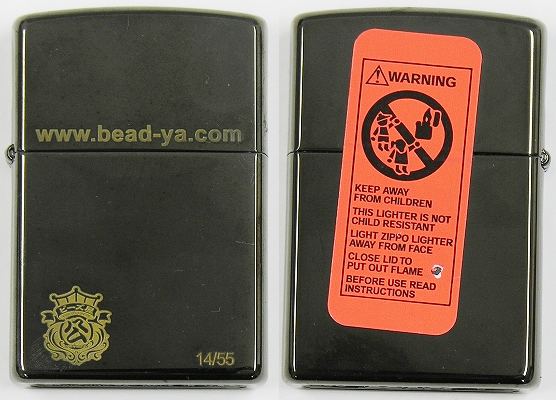 www.bead-ya.com
14/55
WARNING
KEEP AWAY
FROM CHILDREN
THIS LIGHTER IS NOT
CHILD RESISTANT
LIGHT ZIPPO LIGHTER
AWAY FROM FACE
CLOSE LID TO
PUT OUT FLAME
BEFORE USE READ
INSTRUCTIONS